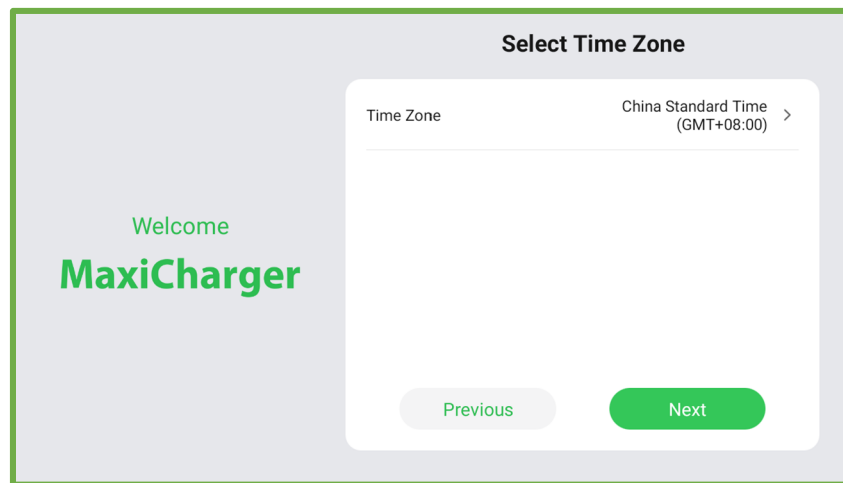 Select Time Zone
Time Zone
China Standard Time
(GMT+08:00)
Welcome
MaxiCharger
Previous
Next